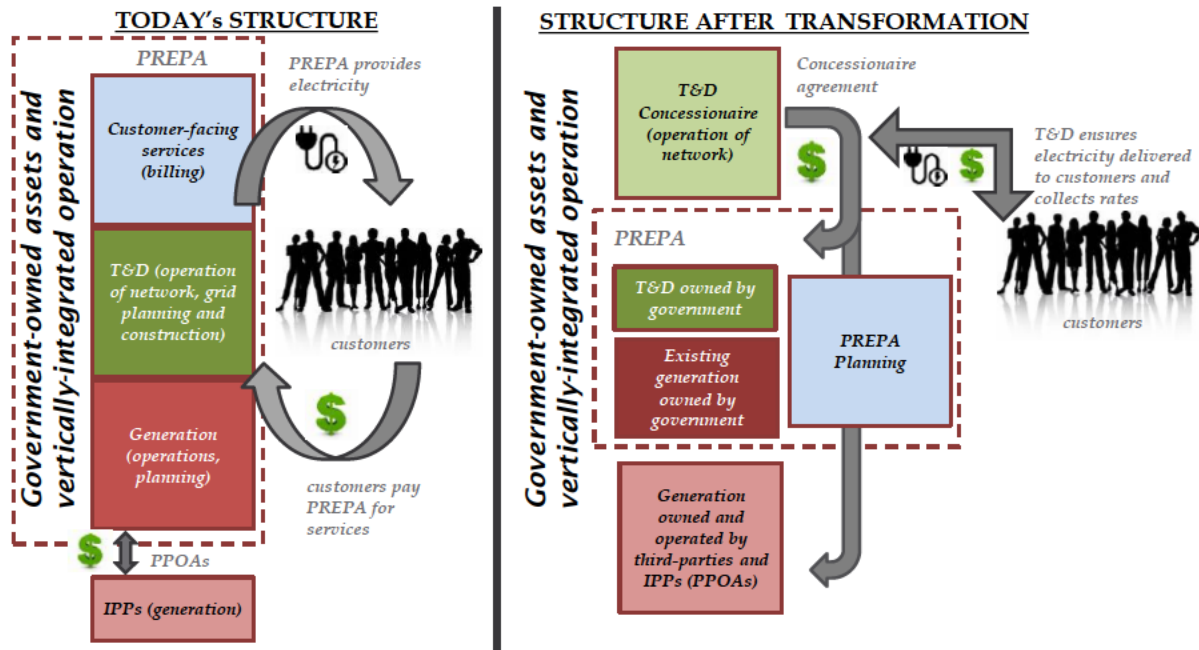 TODAY's STRUCTURE
Government-owned assets and
vertically-integrated operation
PREPA
Customer-facing
services
(billing)
T&D (operation
of network, grid
planning and
construction)
Generation
(operations,
planning)
PPOAs
IPPs (generation)
PREPA provides
electricity
customers
customers pay
PREPA for
services
STRUCTURE AFTER TRANSFORMATION
Government-owned assets and
vertically-integrated operation
T&D
Concessionaire
(operation of
network)
Concessionaire
agreement
T&D ensures
electricity delivered
to customers and
collects rates
customers
PREPA
T&D owned by
government
Existing
generation
owned by
government
PREPA
Planning
Generation
owned and
operated by
third-parties and
IPPs (PPOAs)